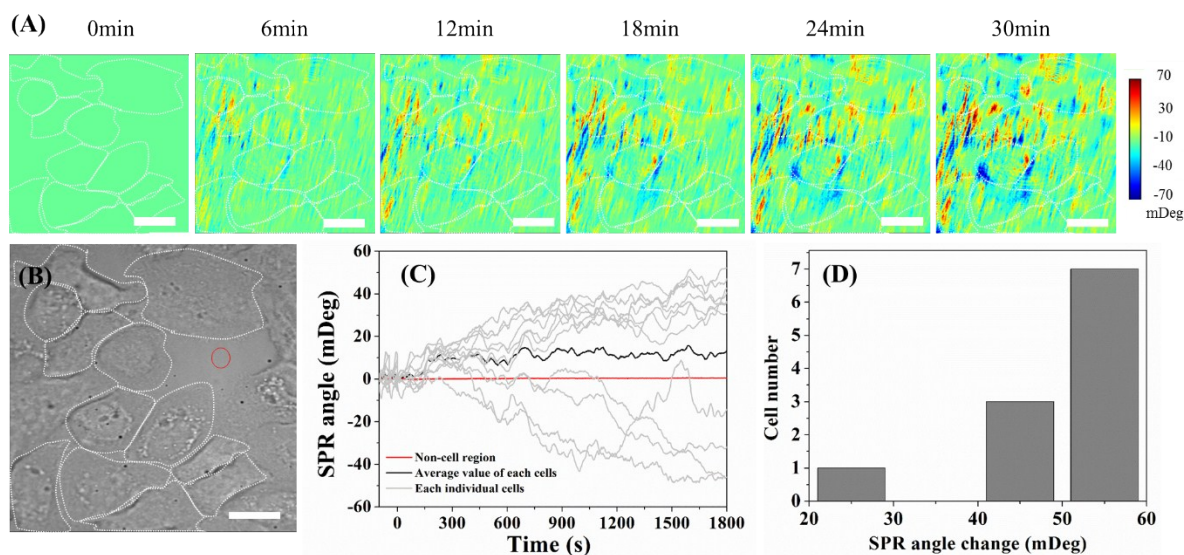 (A)
0min 6min 12min 18min 24min 30min
70
30
-10
-40
-70
mDeg
(B)
(C)
60
40
20
0
-20
-40
-60
SPR angle (mDeg)
Non-cell region
Average value of each cells
Each individual cells
0 300 600 900 1200 1500 1800
Time (s)
(D)
7
6
5
4
3
2
1
0
Cell number
20 30 40 50 60
SPR angle change (mDeg)